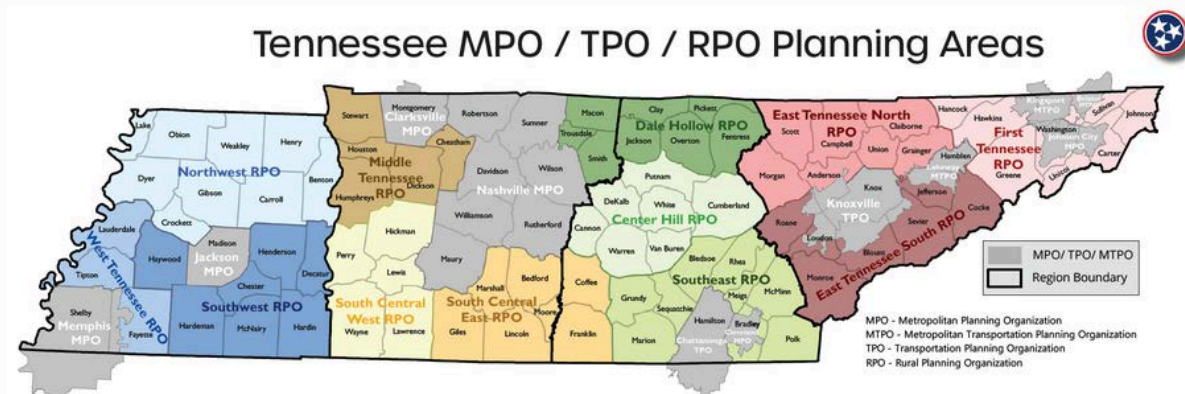 Tennessee MPO / TPO / RPO Planning Areas
Lake
Obion
Weakley
Henry
Northwest RPO
Dyer
Gibson
Benton
Carroll
Crockett
Lauderdale
West Tennessee RPO
Tipton
Haywood
Madison
Jackson
MPO
Henderson
Decatur
Chester
Southwest RPO
Shelby
Memphis
MPO
Fayette
Hardeman
McNairy
Hardin
Stewart
Montgomery
Clarksville
MPO
Robertson
Sumner
Houston
Cheatham
Middle
Tennessee
RPO
Dickson
Humphreys
Davidson
Wilson
Nashville MPO
Williamson
Rutherford
Hickman
Maury
Perry
Lewis
South Central
West RPO
Wayne
Lawrence
Marshall
Bedford
South Central
East RPO
Moore
Giles
Lincoln
Coffee
Franklin
Macon
Trousdale
Smith
Clay
Pickett
Dale Hollow RPO
Jackson
Overton
Fentress
Putnam
DeKalb
White
Cumberland
Center Hill RPO
Cannon
Warren
Van Buren
Bledsoe
Rhea
Southeast RPO
Grundy
Meigs
McMinn
Sequatchie
Hamilton
Bradley
Chattanooga
TPO
Cleveland
MPO
Marion
Polk
East Tennessee North
RPO
Scott
Claiborne
Campbell
Union
Grainger
Morgan
Anderson
Hamblen
Lakeway
MTPO
Knox
Knoxville
TPO
Jefferson
Cocke
Roane
Sevier
Loudon
Blount
Monroe
East Tennessee South RPO
Hancock
Hawkins
Kingsport
MTPO
Bristol
MPO
Sullivan
Johnson
First
Tennessee
RPO
Washington
Johnson City
MPO
Carter
Greene
Unicoi
MPO/ TPO/ MTPO
Region Boundary
MPO - Metropolitan Planning Organization
MTPO - Metropolitan Transportation Planning Organization
TPO - Transportation Planning Organization
RPO - Rural Planning Organization